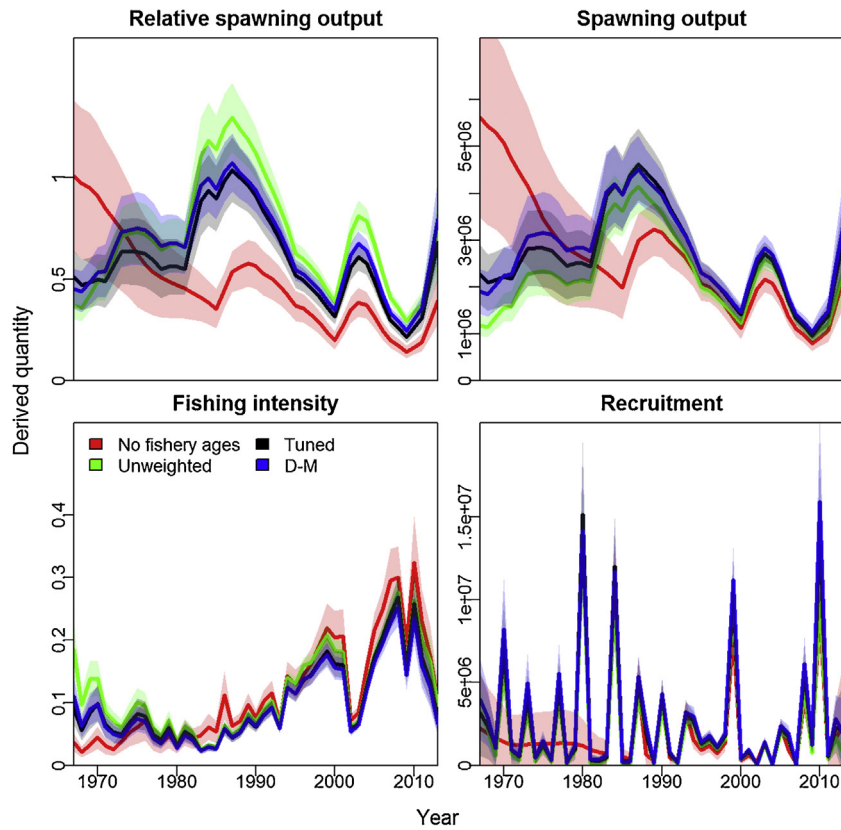 Relative spawning output
Spawning output
Derived quantity
0
0.5
1
0
1e+06
3e+06
5e+06
Fishing intensity
Recruitment
No fishery ages
Tuned
Unweighted
D-M
0
0.1
0.2
0.3
0.4
0
5e+06
1e+07
1.5e+07
1970 1980 1990 2000 2010
1970 1980 1990 2000 2010
Year